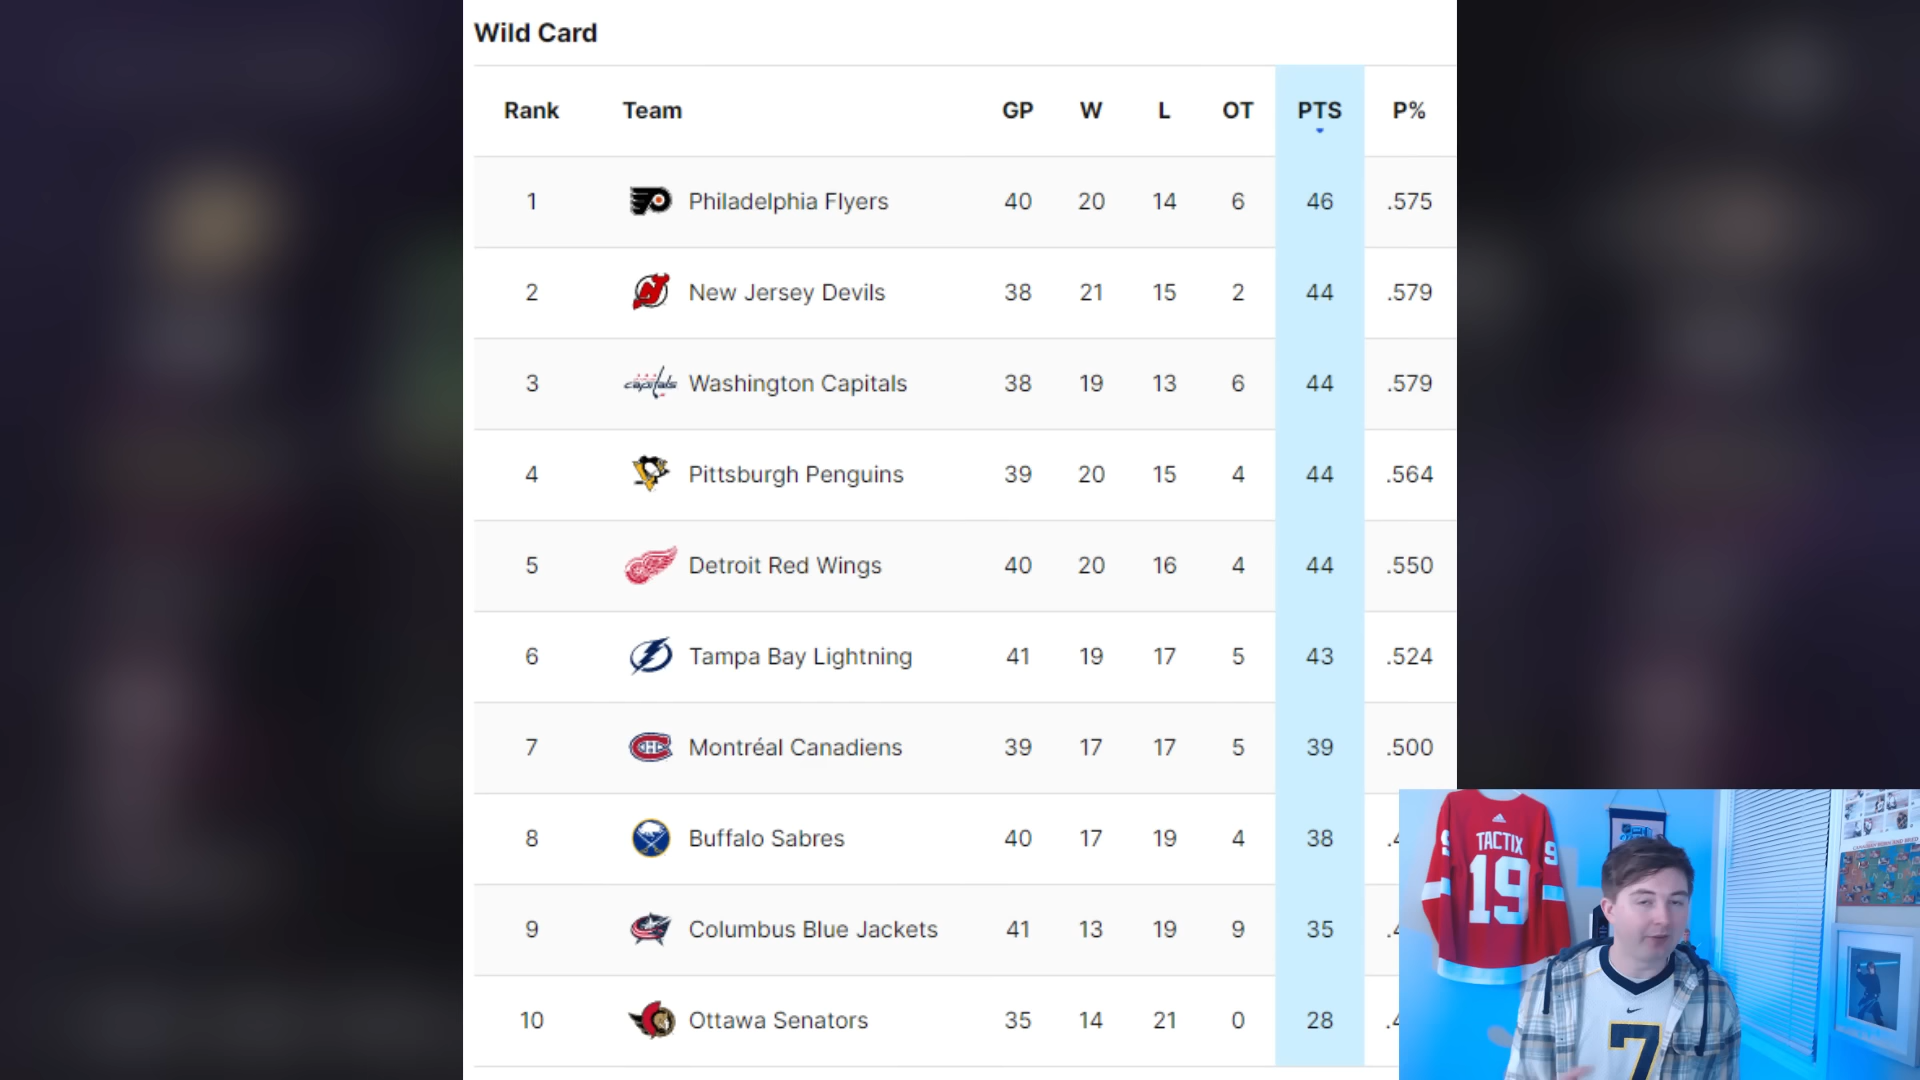 Wild Card
Rank Team GP W L OT PTS P%
1 Philadelphia Flyers 40 20 14 6 46 .575
2 New Jersey Devils 38 21 15 2 44 .579
3 capitals Washington Capitals 38 19 13 6 44 .579
4 Pittsburgh Penguins 39 20 15 4 44 .564
5 Detroit Red Wings 40 20 16 4 44 .550
6 Tampa Bay Lightning 41 19 17 5 43 .524
7 Montréal Canadiens 39 17 17 5 39 .500
8 Buffalo Sabres 40 17 19 4 38 .4
9 Columbus Blue Jackets 41 13 19 9 35 .4
10 Ottawa Senators 35 14 21 0 28 .4
TACTIX
19
7